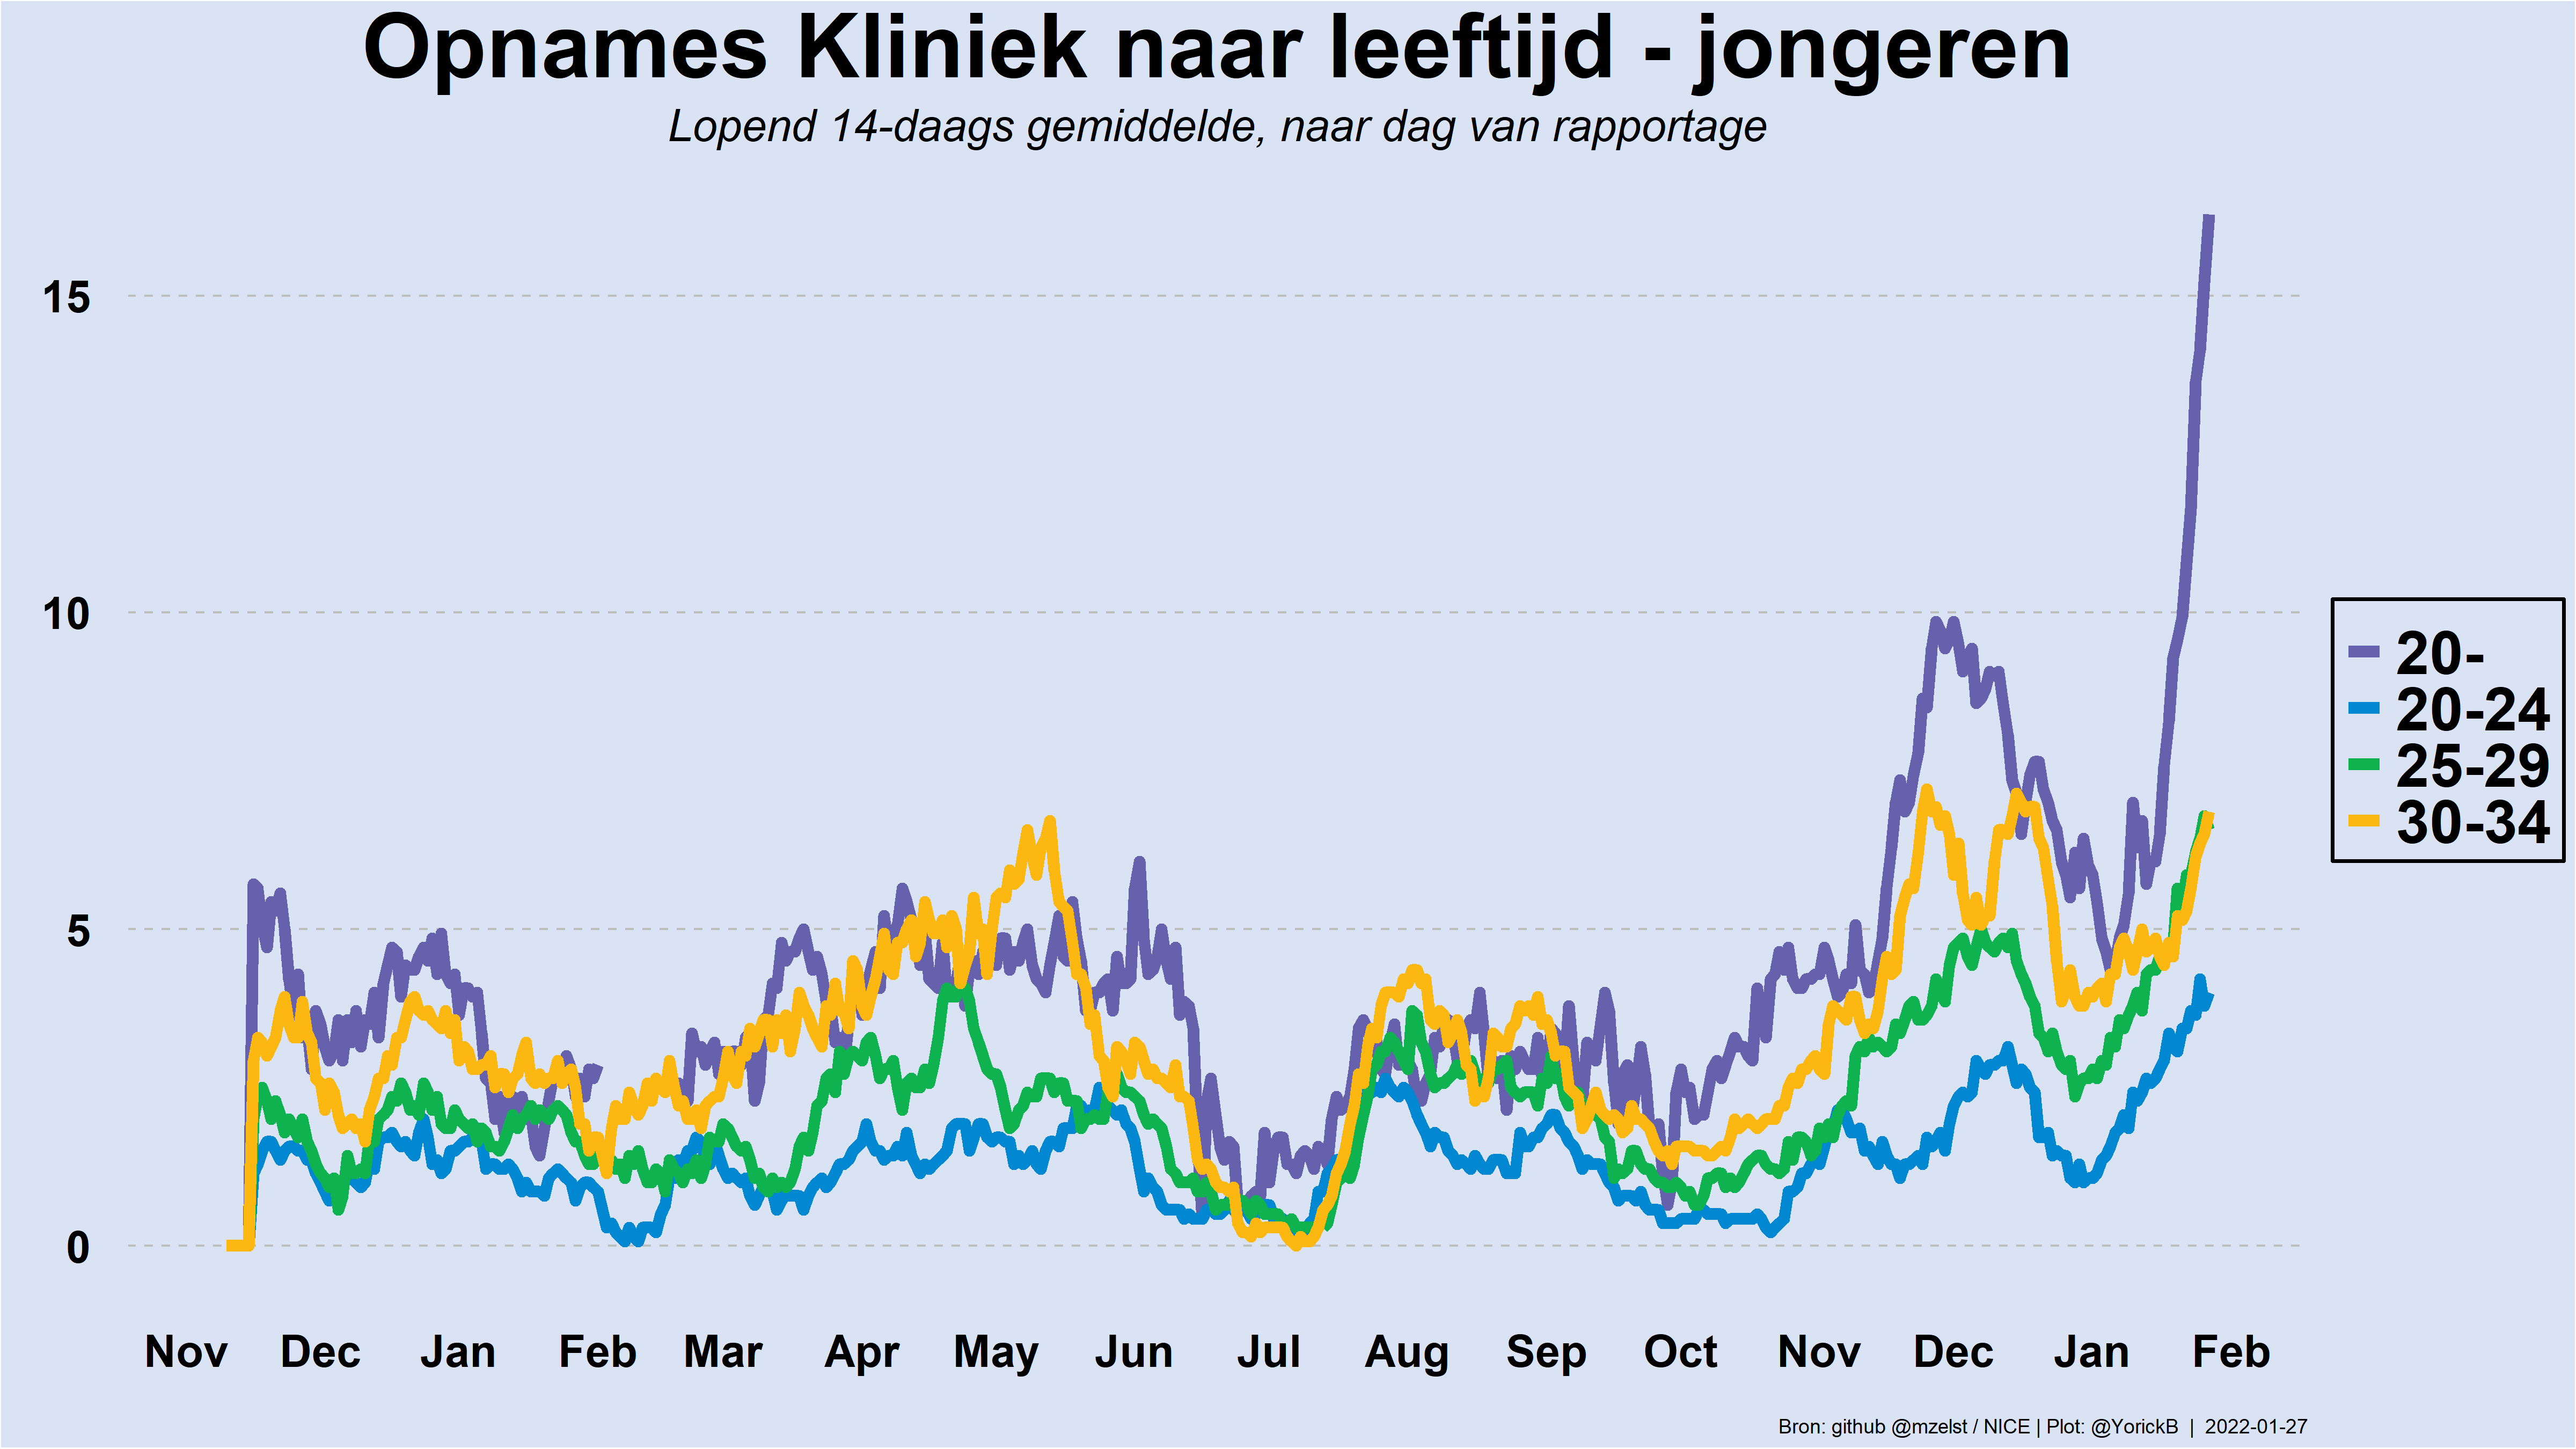 Opnames Kliniek naar leeftijd - jongeren
Lopend 14-daags gemiddelde, naar dag van rapportage
15
10
5
0
20-
20-24
25-29
30-34
Nov Dec Jan Feb Mar Apr May Jun Jul Aug Sep Oct Nov Dec Jan Feb
Bron: github @mzelst / NICE | Plot: @YorickB | 2022-01-27